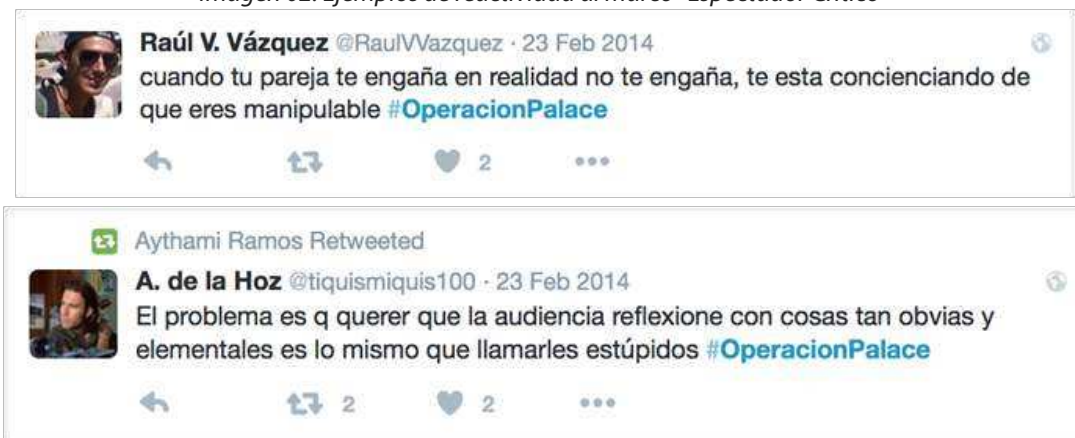 Raúl V. Vázquez @RaulVVazquez · 23 Feb 2014
cuando tu pareja te engaña en realidad no te engaña, te esta concienciando de
que eres manipulable #OperacionPalace
2
Aythami Ramos Retweeted
A. de la Hoz @tiquismiquis100 · 23 Feb 2014
El problema es q querer que la audiencia reflexione con cosas tan obvias y
elementales es lo mismo que llamarles estúpidos #OperacionPalace
2 2